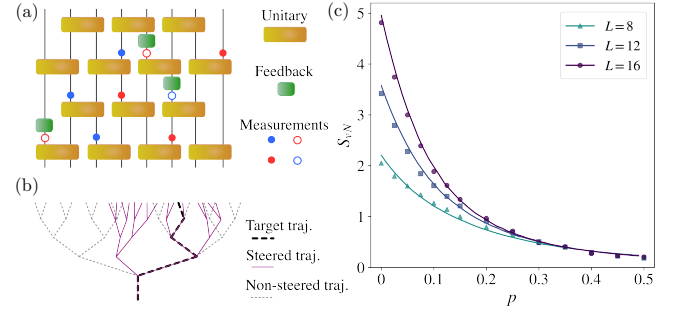 (a)
Unitary
Feedback
Measurements
(b)
Target traj.
Steered traj.
Non-steered traj.
(c)
L = 8
L = 12
L = 16
S_{vN}
5
4
3
2
1
0
0
0.1
0.2
0.3
0.4
0.5
p